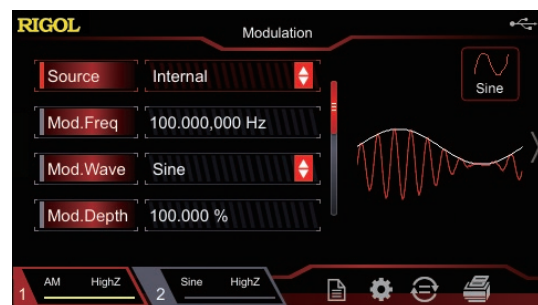 RIGOL
Modulation
Source Internal
Sine
Mod.Freq 100.000,000 Hz
Mod.Wave Sine
Mod.Depth 100.000 %
1 AM HighZ 2 Sine HighZ